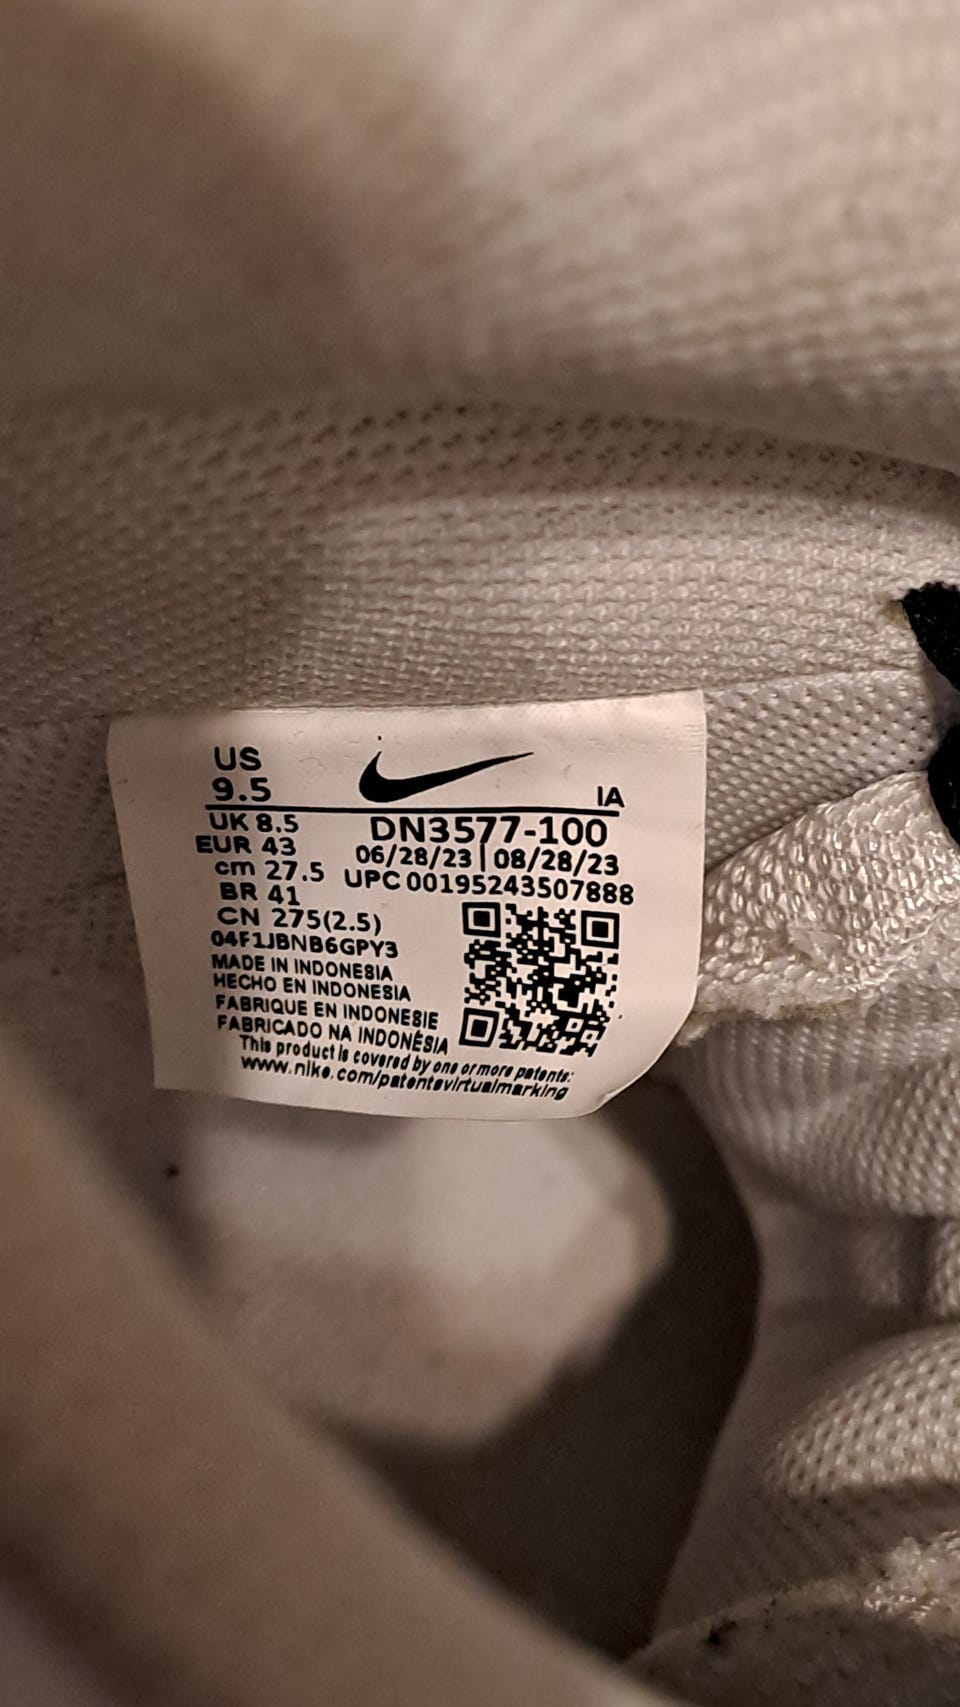 US
9.5
IA
UK 8.5
DN3577-100
EUR 43
06/28/23 | 08/28/23
cm 27.5
UPC 00195243507888
BR 41
CN 275(2.5)
04F1JBNB6GPY3
MADE IN INDONESIA
HECHO EN INDONESIA
FABRIQUE EN INDONESIE
FABRICADO NA INDONÉSIA
This product is covered by one or more patents:
www.nike.com/patentsvirtualmarking